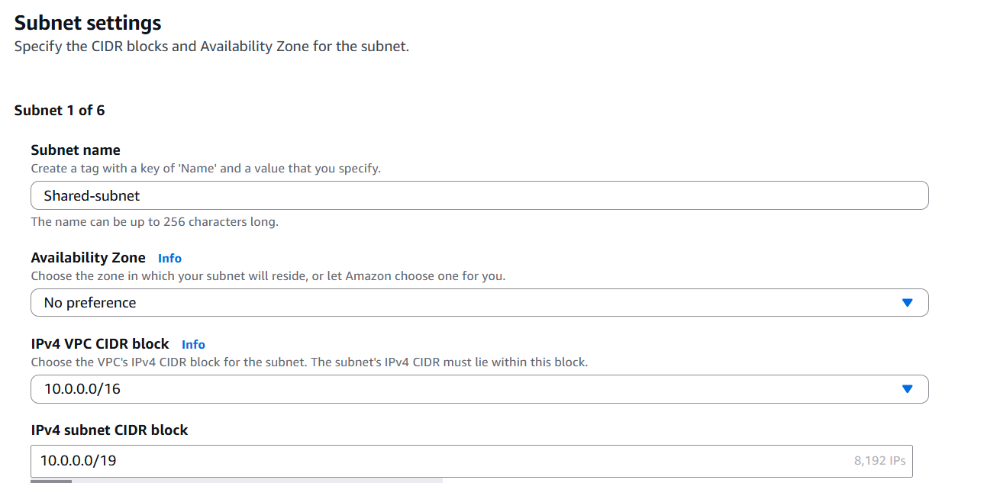 Subnet settings
Specify the CIDR blocks and Availability Zone for the subnet.
Subnet 1 of 6
Subnet name
Create a tag with a key of 'Name' and a value that you specify.
Shared-subnet
The name can be up to 256 characters long.
Availability Zone Info
Choose the zone in which your subnet will reside, or let Amazon choose one for you.
No preference
IPv4 VPC CIDR block Info
Choose the VPC's IPv4 CIDR block for the subnet. The subnet's IPv4 CIDR must lie within this block.
10.0.0.0/16
IPv4 subnet CIDR block
10.0.0.0/19 8,192 IPs